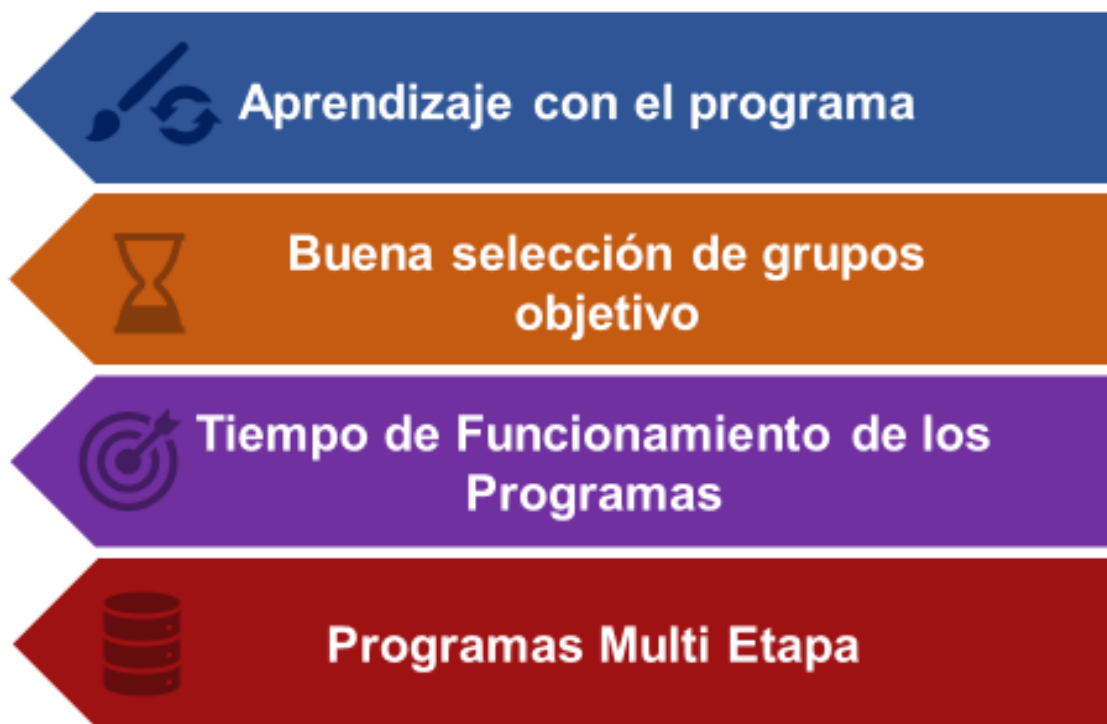 Aprendizaje con el programa
Buena selección de grupos
objetivo
Tiempo de Funcionamiento de los
Programas
Programas Multi Etapa